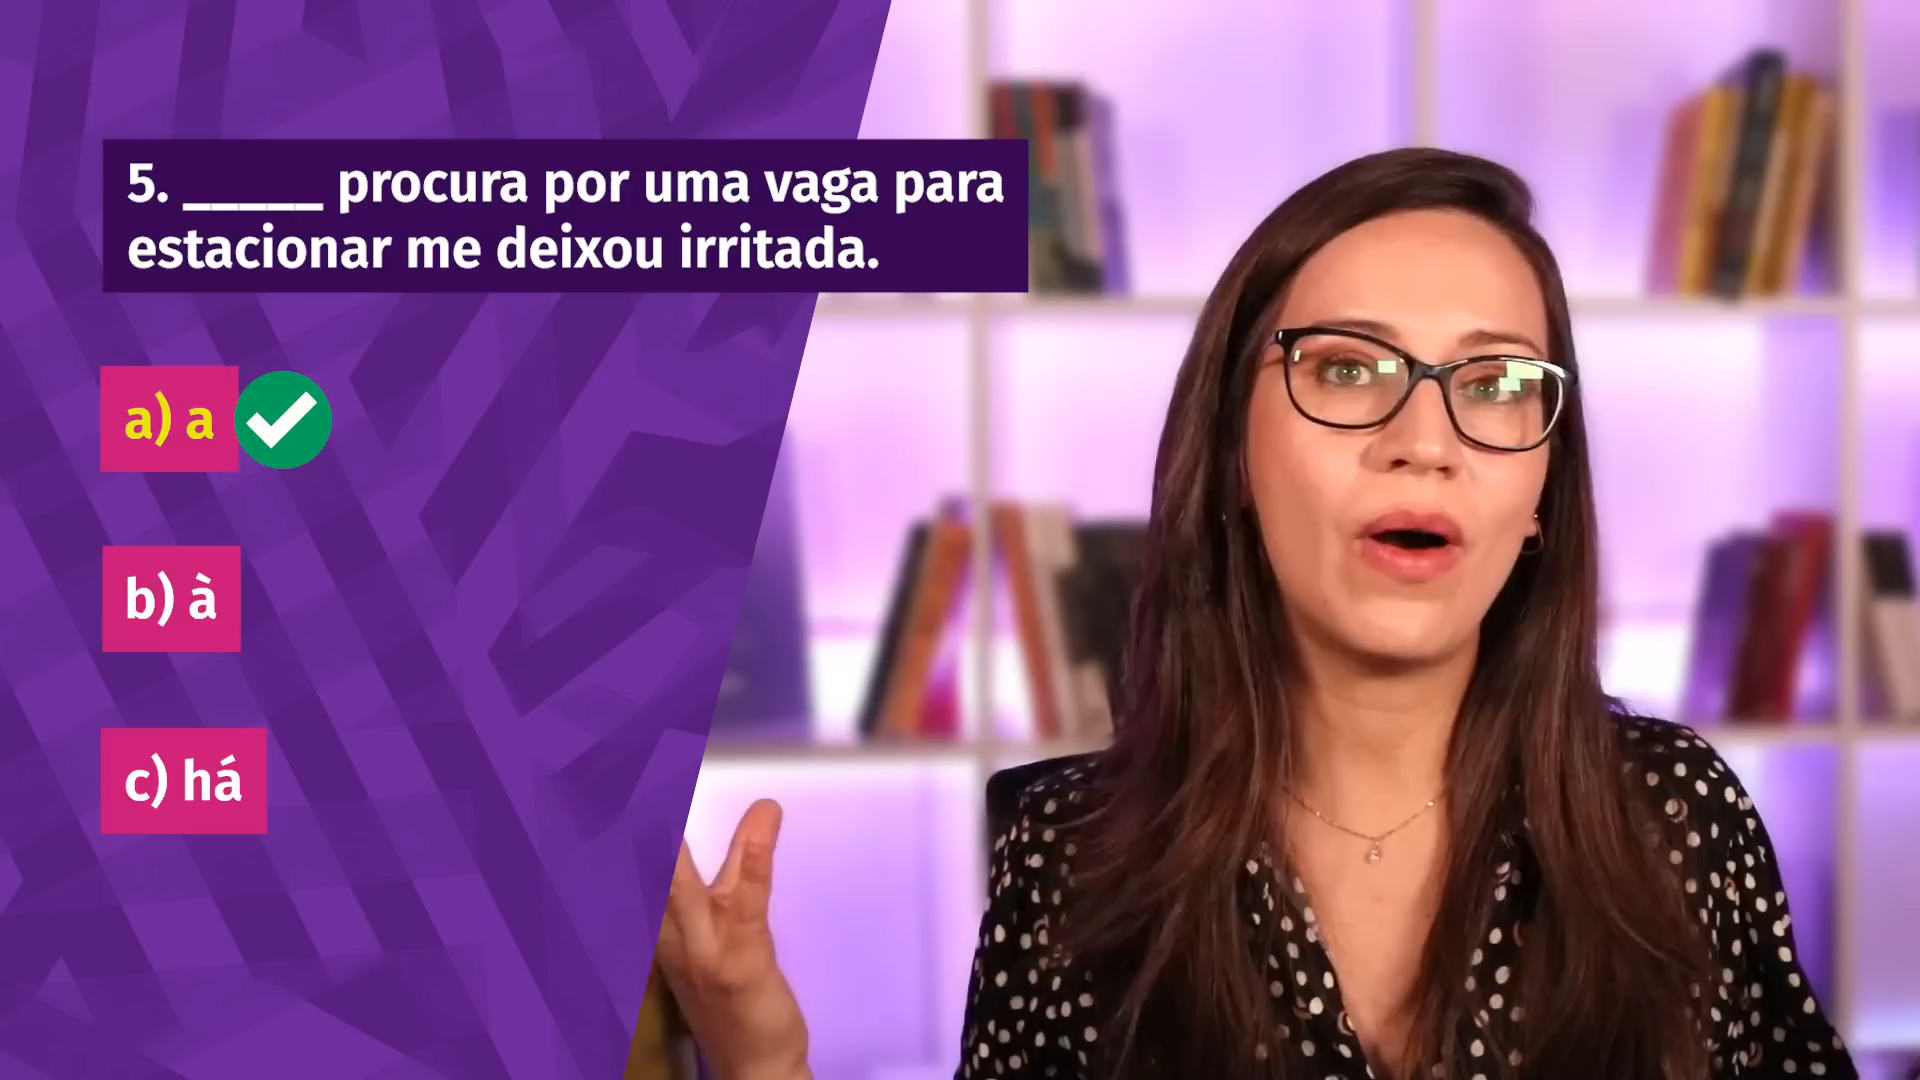 5. _____ procura por uma vaga para
estacionar me deixou irritada.
a) a
b) à
c) há